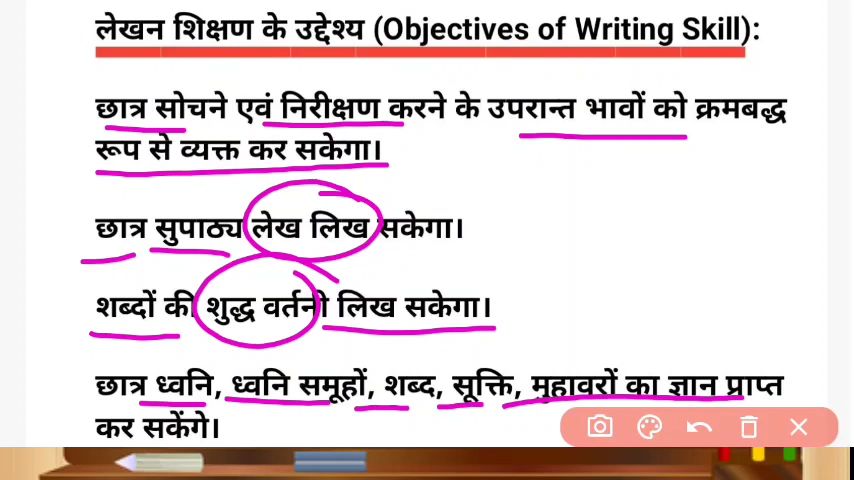 लेखन शिक्षण के उद्देश्य (Objectives of Writing Skill):
छात्र सोचने एवं निरीक्षण करने के उपरान्त भावों को क्रमबद्ध
रूप से व्यक्त कर सकेगा।
छात्र सुपाठ्य लेख लिख सकेगा।
शब्दों की शुद्ध वर्तनी लिख सकेगा।
छात्र ध्वनि, ध्वनि समूहों, शब्द, सूक्ति, मुहावरों का ज्ञान प्राप्त
कर सकेंगे।